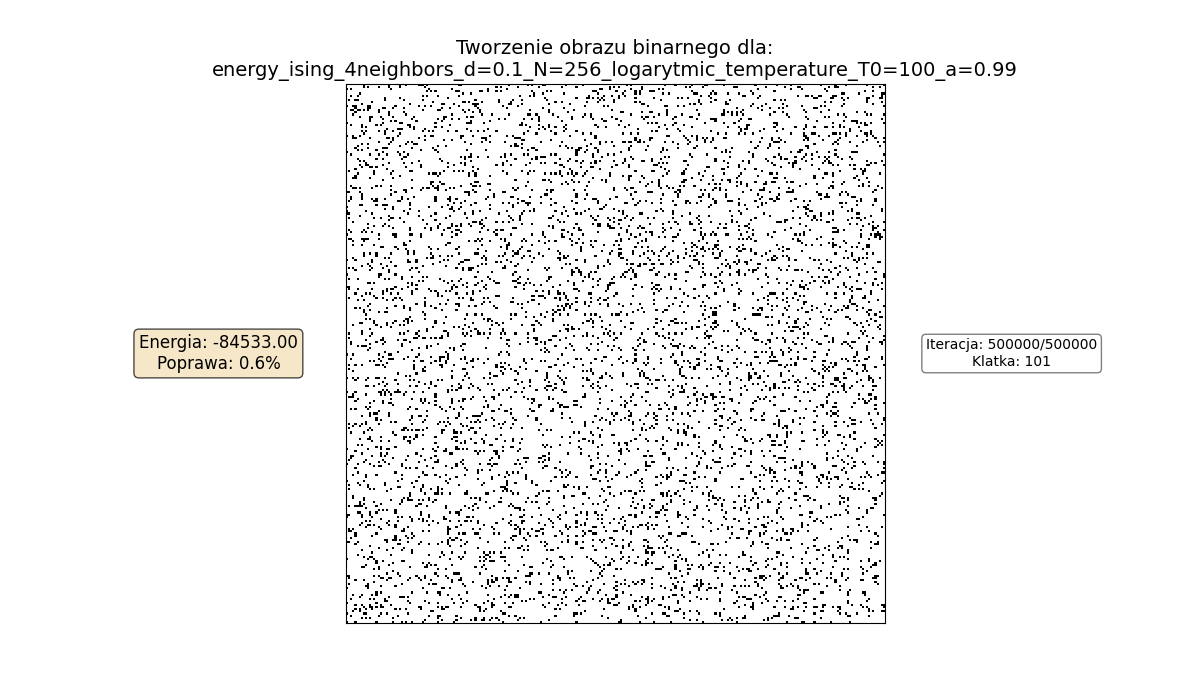 Tworzenie obrazu binarnego dla:
energy_ising_4neighbors_d=0.1_N=256_logarytmic_temperature_T0=100_a=0.99
Energia: -84533.00
Poprawa: 0.6%
Iteracja: 500000/500000
Klatka: 101